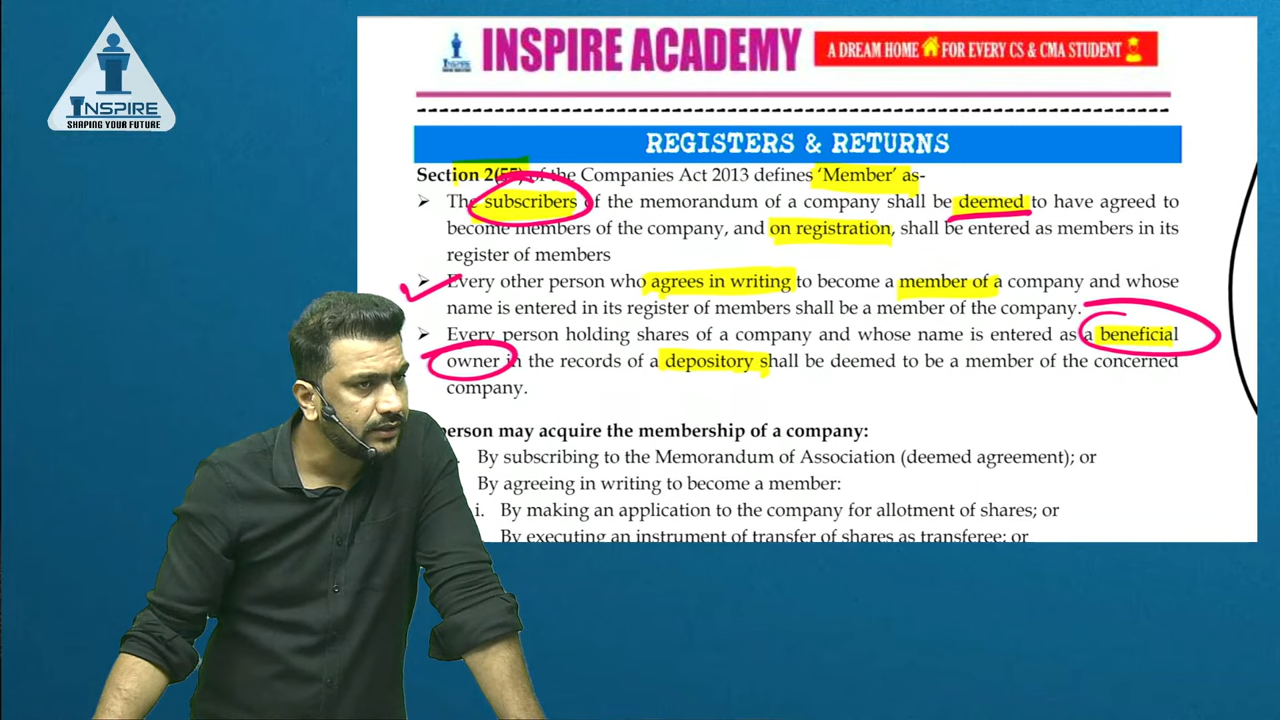 INSPIRE
SHAPING YOUR FUTURE
INSPIRE ACADEMY
A DREAM HOME FOR EVERY CS & CMA STUDENT
REGISTERS & RETURNS
Section 2(55) of the Companies Act 2013 defines ‘Member’ as-
➢ The subscribers of the memorandum of a company shall be deemed to have agreed to
become members of the company, and on registration, shall be entered as members in its
register of members
➢ Every other person who agrees in writing to become a member of a company and whose
name is entered in its register of members shall be a member of the company.
➢ Every person holding shares of a company and whose name is entered as a beneficial
owner in the records of a depository shall be deemed to be a member of the concerned
company.
person may acquire the membership of a company:
By subscribing to the Memorandum of Association (deemed agreement); or
By agreeing in writing to become a member:
i. By making an application to the company for allotment of shares; or
By executing an instrument of transfer of shares as transferee; or